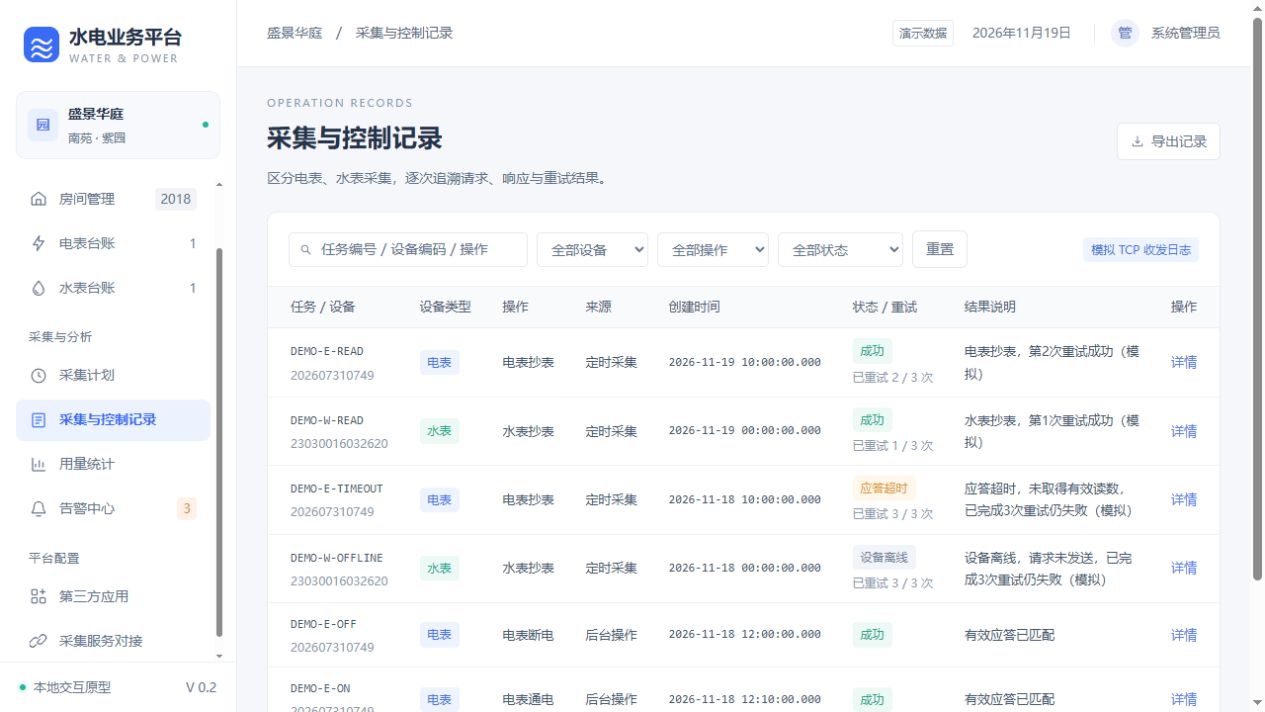 水电业务平台
WATER & POWER
园
盛景华庭
南苑 · 紫园
房间管理 2018
电表台账 1
水表台账 1
采集与分析
采集计划
采集与控制记录
用量统计
告警中心 3
平台配置
第三方应用
采集服务对接
本地交互原型 V 0.2
盛景华庭 / 采集与控制记录
演示数据 2026年11月19日 管 系统管理员
OPERATION RECORDS
采集与控制记录
导出记录
区分电表、水表采集，逐次追溯请求、响应与重试结果。
任务编号 / 设备编码 / 操作 全部设备 全部操作 全部状态 重置 模拟 TCP 收发日志
任务 / 设备 设备类型 操作 来源 创建时间 状态 / 重试 结果说明 操作
DEMO-E-READ
202607310749
电表 电表抄表 定时采集 2026-11-19 10:00:00.000
成功
已重试 2 / 3 次
电表抄表，第2次重试成功（模
拟）
详情
DEMO-W-READ
23030016032620
水表 水表抄表 定时采集 2026-11-19 00:00:00.000
成功
已重试 1 / 3 次
水表抄表，第1次重试成功（模
拟）
详情
DEMO-E-TIMEOUT
202607310749
电表 电表抄表 定时采集 2026-11-18 10:00:00.000
应答超时
已重试 3 / 3 次
应答超时，未取得有效读数，
已完成3次重试仍失败（模拟）
详情
DEMO-W-OFFLINE
23030016032620
水表 水表抄表 定时采集 2026-11-18 00:00:00.000
设备离线
已重试 3 / 3 次
设备离线，请求未发送，已完
成3次重试仍失败（模拟）
详情
DEMO-E-OFF
202607310749
电表 电表断电 后台操作 2026-11-18 12:00:00.000 成功 有效应答已匹配 详情
DEMO-E-ON
202607310749
电表 电表通电 后台操作 2026-11-18 12:10:00.000 成功 有效应答已匹配 详情